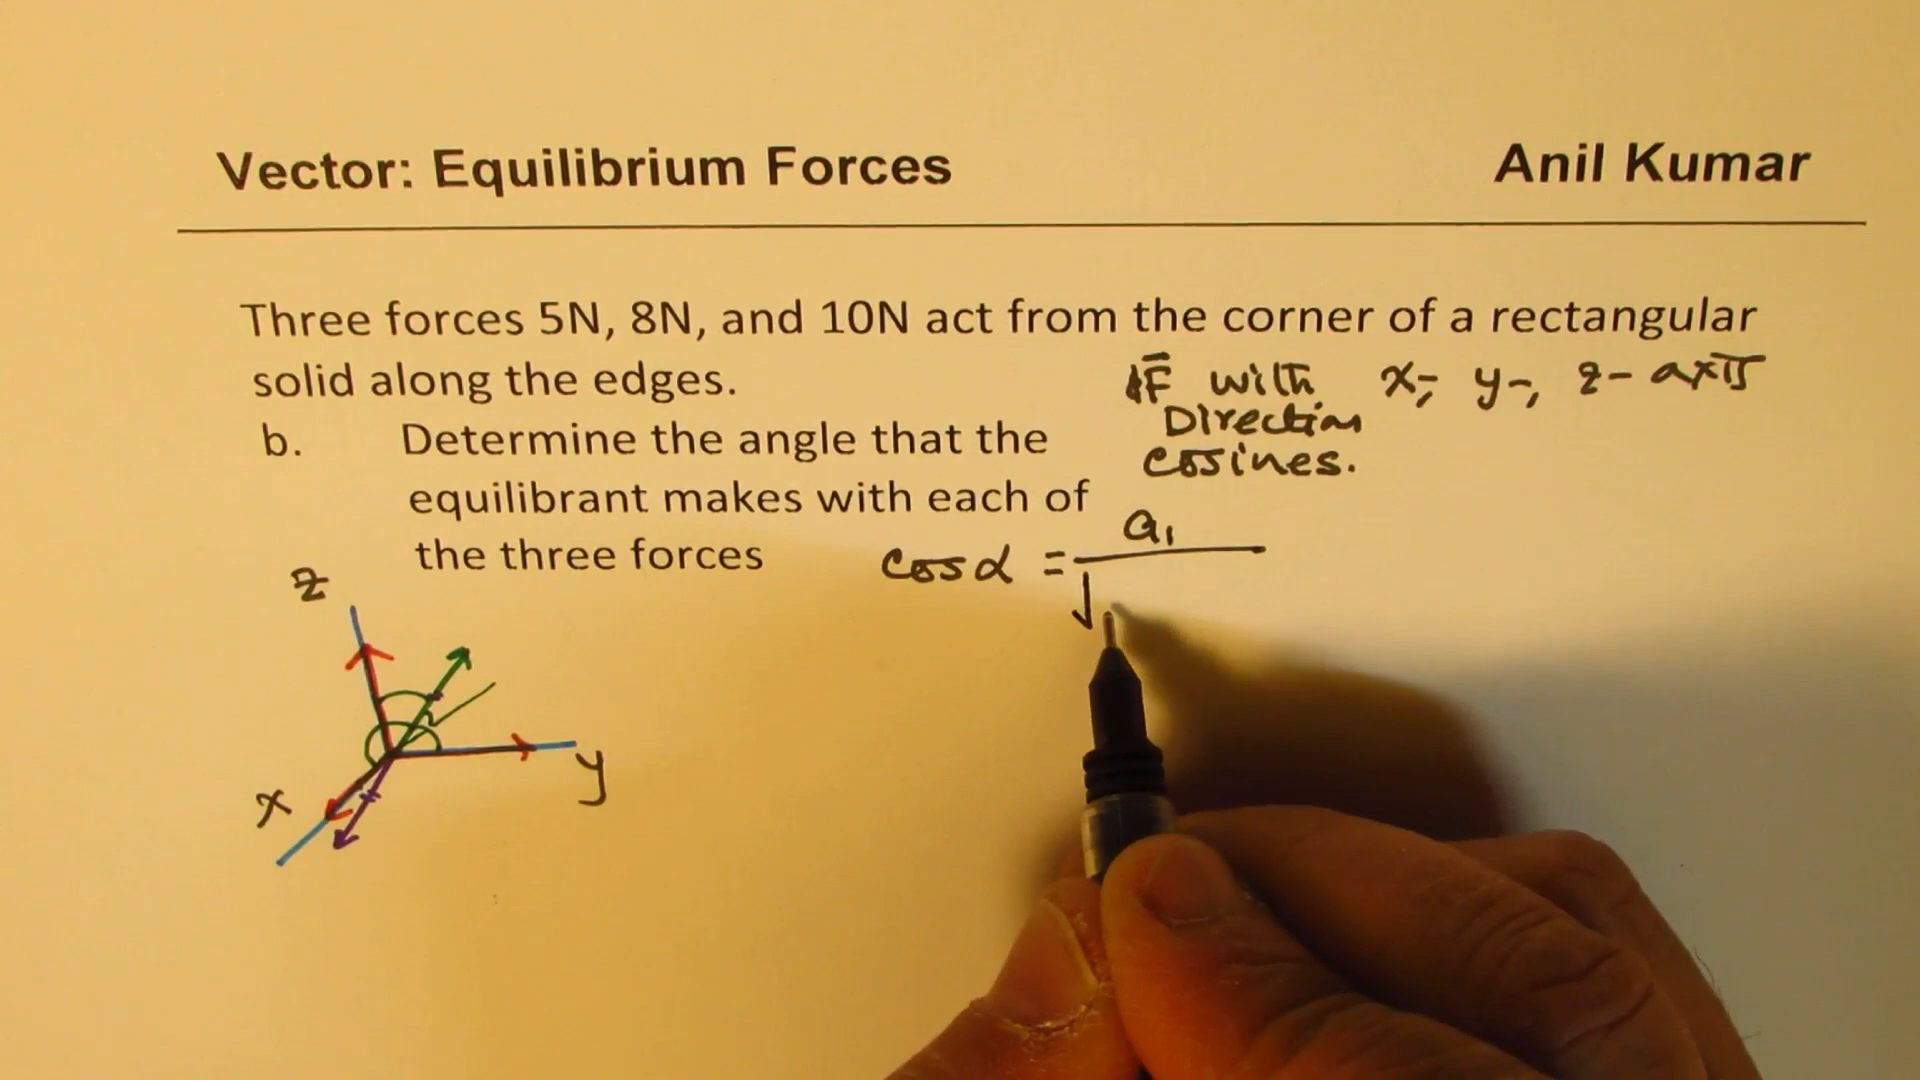 Vector: Equilibrium Forces
Anil Kumar
Three forces 5N, 8N, and 10N act from the corner of a rectangular
solid along the edges.
F with x-, y-, z- axis
Direction
cosines.
b. Determine the angle that the
equilibrant makes with each of
the three forces
cosα = a₁
√
z
y
x